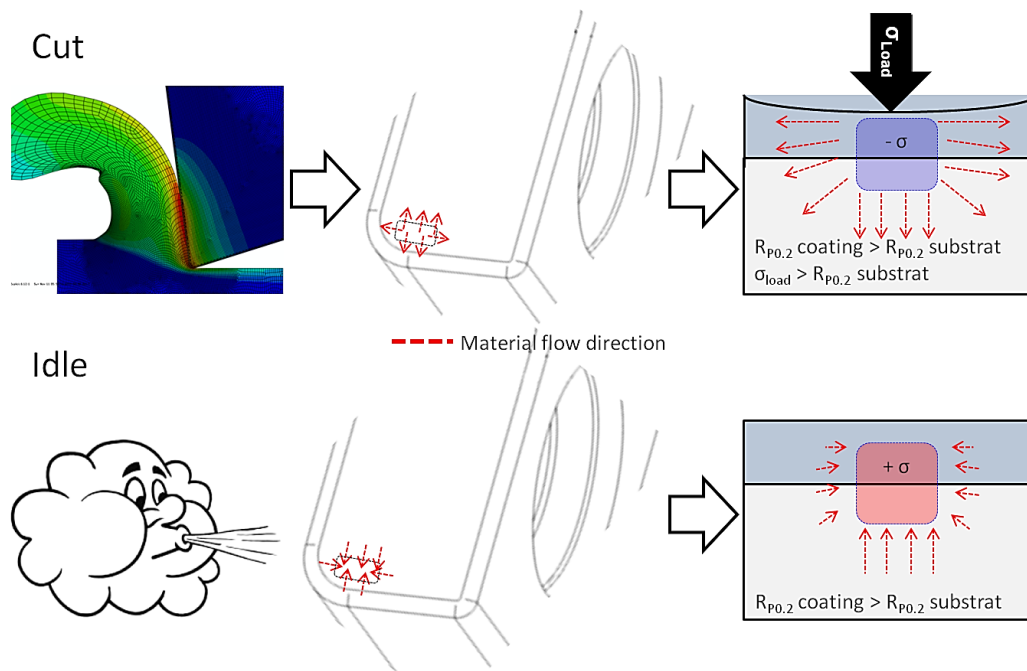 Cut
σLoad
- σ
RP0.2 coating > RP0.2 substrat
σload > RP0.2 substrat
Material flow direction
Idle
+ σ
RP0.2 coating > RP0.2 substrat